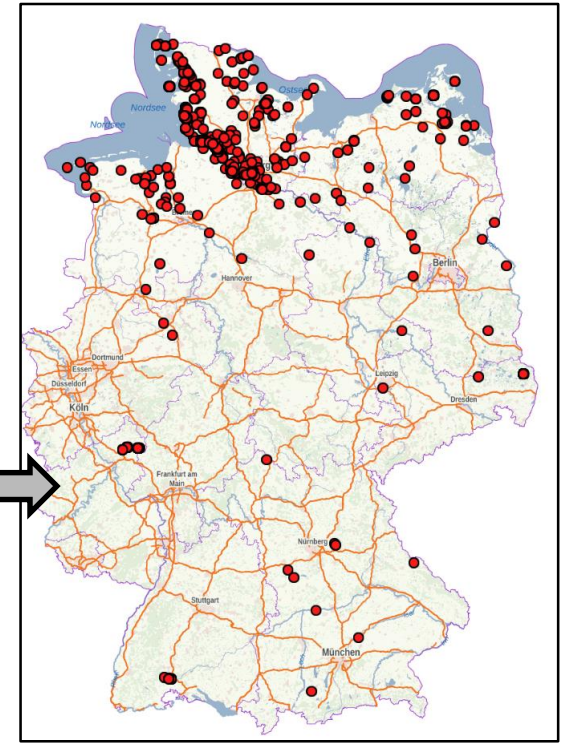 Nordsee
Ostsee
Nordsee
Hannover
Berlin
Dortmund
Essen
Düsseldorf
Köln
Leipzig
Dresden
Frankfurt am
Main
Nürnberg
Stuttgart
München